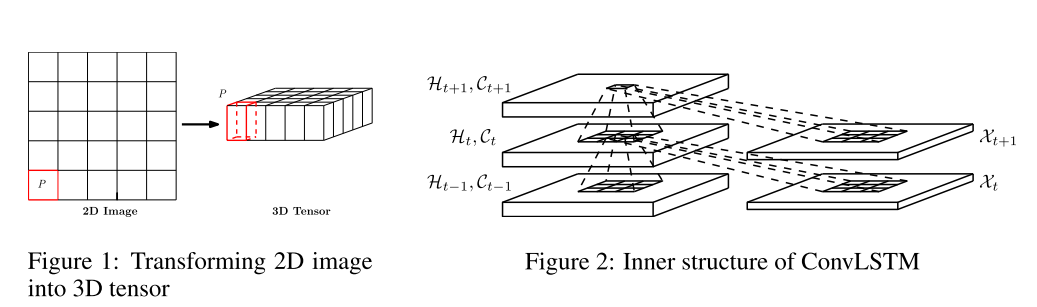 P
P
2D Image
3D Tensor
Figure 1: Transforming 2D image
into 3D tensor
ℋₜ₊₁, 𝒞ₜ₊₁
ℋₜ, 𝒞ₜ
𝒳ₜ₊₁
ℋₜ₋₁, 𝒞ₜ₋₁
𝒳ₜ
Figure 2: Inner structure of ConvLSTM